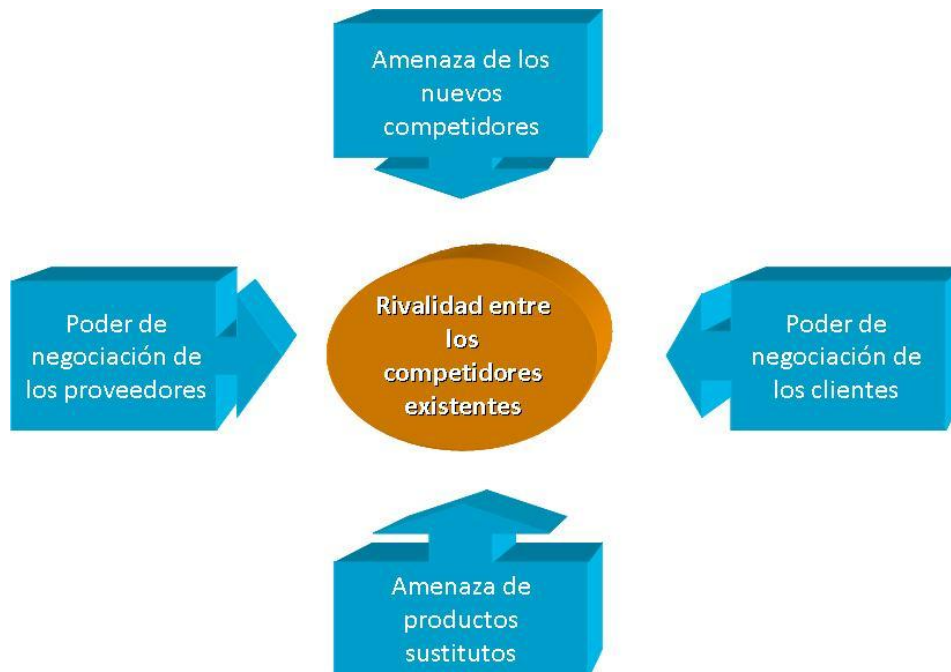 Amenaza de los
nuevos
competidores
Poder de
negociación de
los proveedores
Rivalidad entre
los
competidores
existentes
Poder de
negociación de
los clientes
Amenaza de
productos
sustitutos